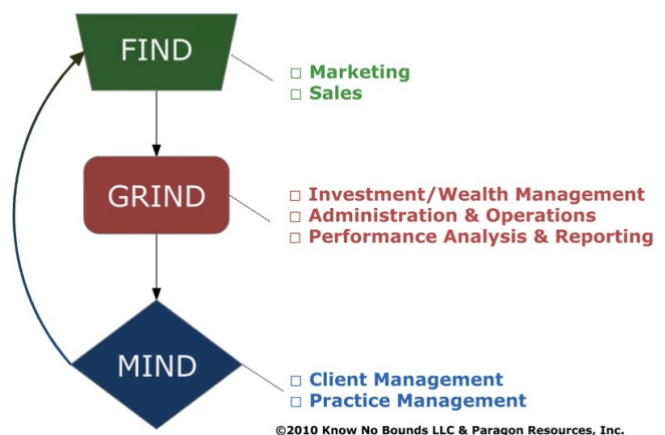 FIND
□ Marketing
□ Sales
GRIND
□ Investment/Wealth Management
□ Administration & Operations
□ Performance Analysis & Reporting
MIND
□ Client Management
□ Practice Management
©2010 Know No Bounds LLC & Paragon Resources, Inc.